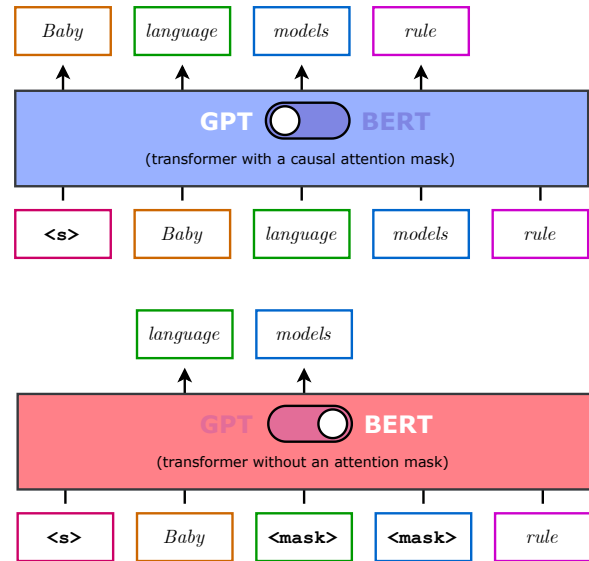 Baby language models rule
GPT BERT
(transformer with a causal attention mask)
<s> Baby language models rule
language models
GPT BERT
(transformer without an attention mask)
<s> Baby <mask> <mask> rule